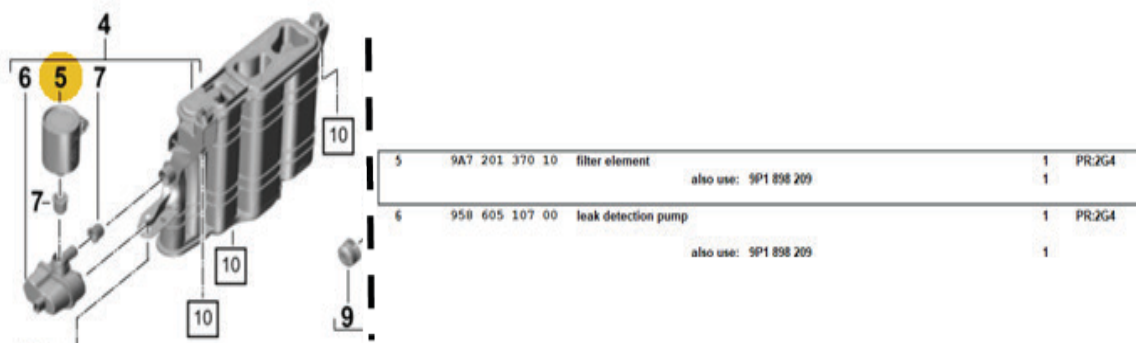 4
6 5 7
10
7
10
10
9
5 9A7 201 370 10 filter element 1 PR:2G4
also use: 9P1 898 209 1
6 958 605 107 00 leak detection pump 1 PR:2G4
also use: 9P1 898 209 1